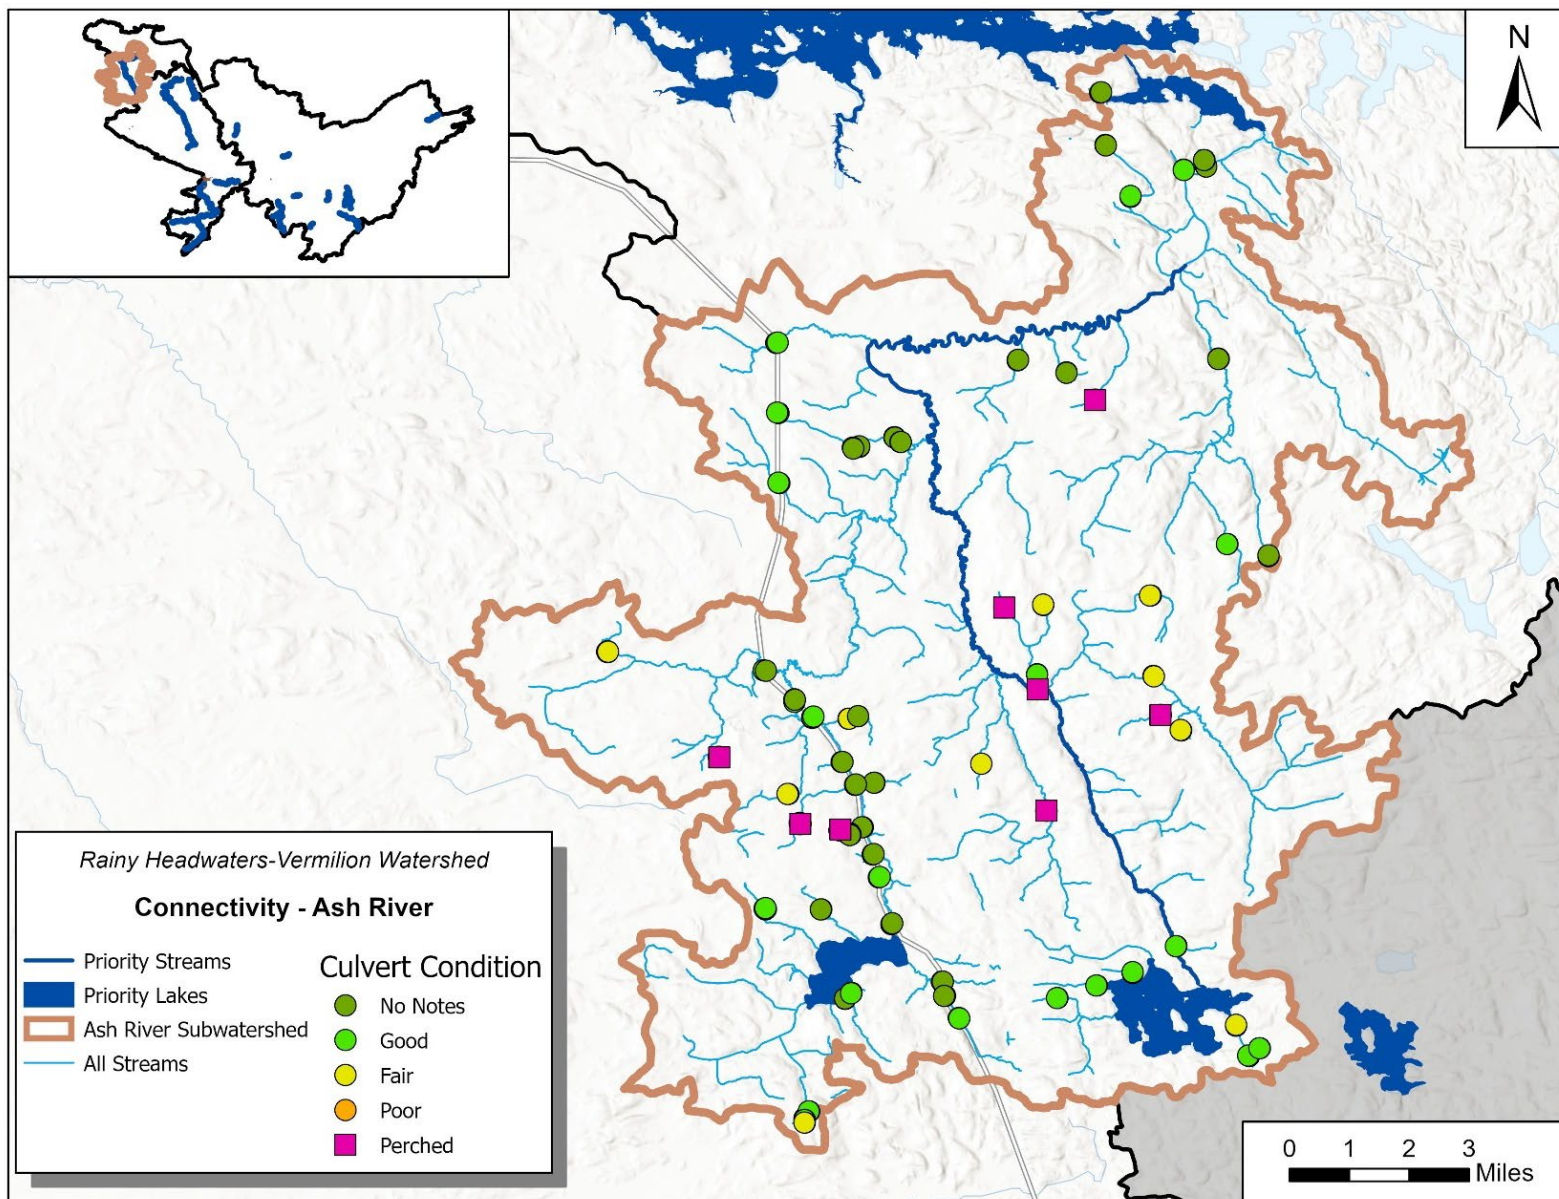 N
Rainy Headwaters-Vermilion Watershed
Connectivity - Ash River
Priority Streams
Priority Lakes
Ash River Subwatershed
All Streams
Culvert Condition
No Notes
Good
Fair
Poor
Perched
0 1 2 3
Miles